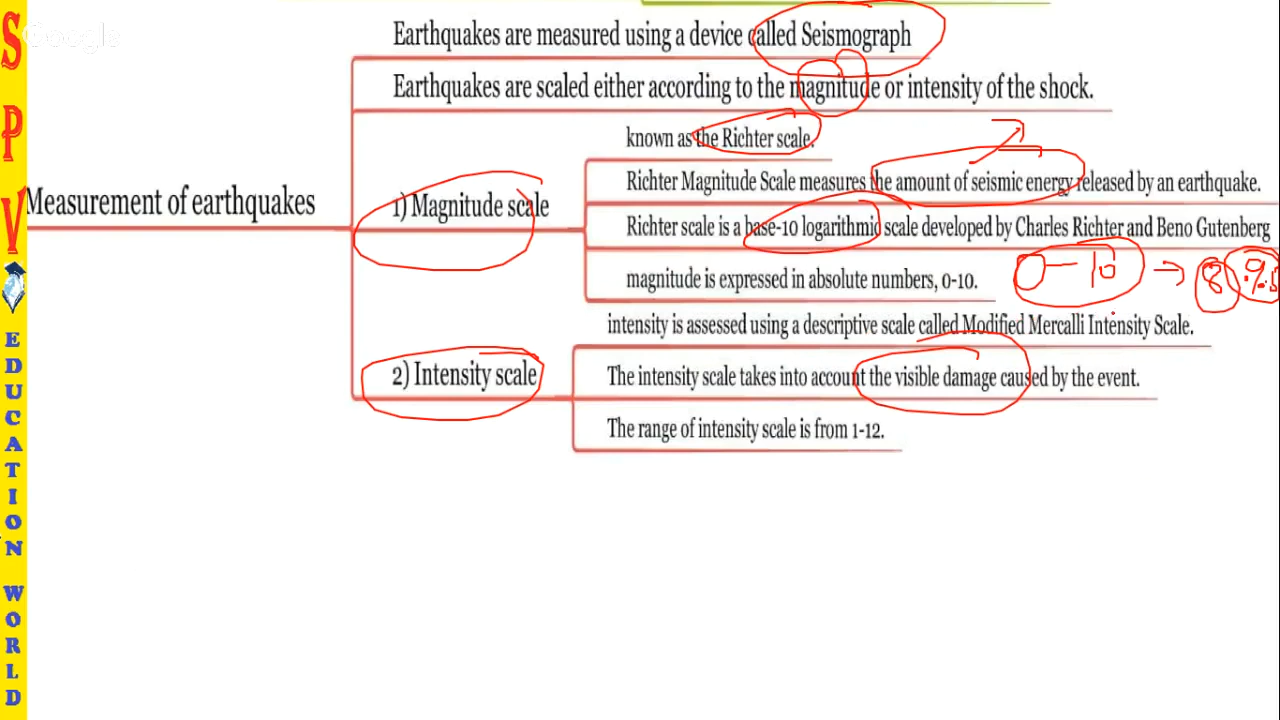 Google
SPV
EDUCATION WORLD
Earthquakes are measured using a device called Seismograph
Earthquakes are scaled either according to the magnitude or intensity of the shock.
known as the Richter scale.
Measurement of earthquakes
1) Magnitude scale
Richter Magnitude Scale measures the amount of seismic energy released by an earthquake.
Richter scale is a base-10 logarithmic scale developed by Charles Richter and Beno Gutenberg
magnitude is expressed in absolute numbers, 0-10.
0-10 → 8
intensity is assessed using a descriptive scale called Modified Mercalli Intensity Scale.
2) Intensity scale
The intensity scale takes into account the visible damage caused by the event.
The range of intensity scale is from 1-12.